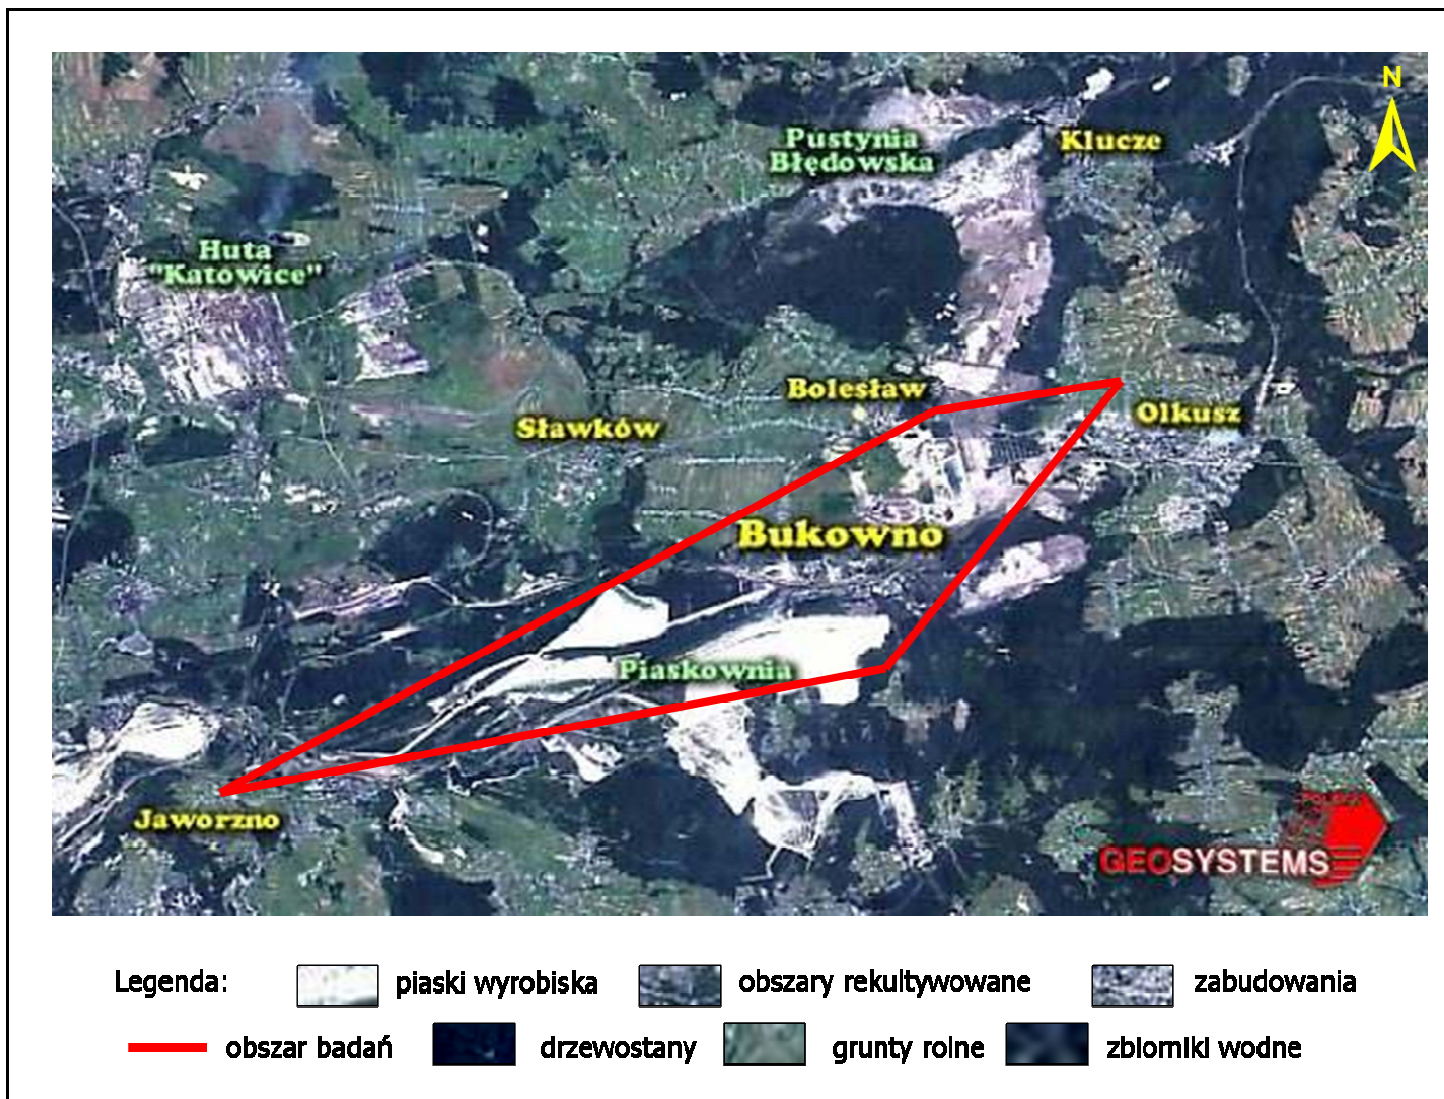 N
Pustynia
Błędowska
Klucze
Huta
"Katowice"
Bolesław
Olkusz
Sławków
Bukowno
Piaskownia
Jaworzno
GEOSYSTEMS
Legenda:
piaski wyrobiska
obszary rekultywowane
zabudowania
obszar badań
drzewostany
grunty rolne
zbiorniki wodne